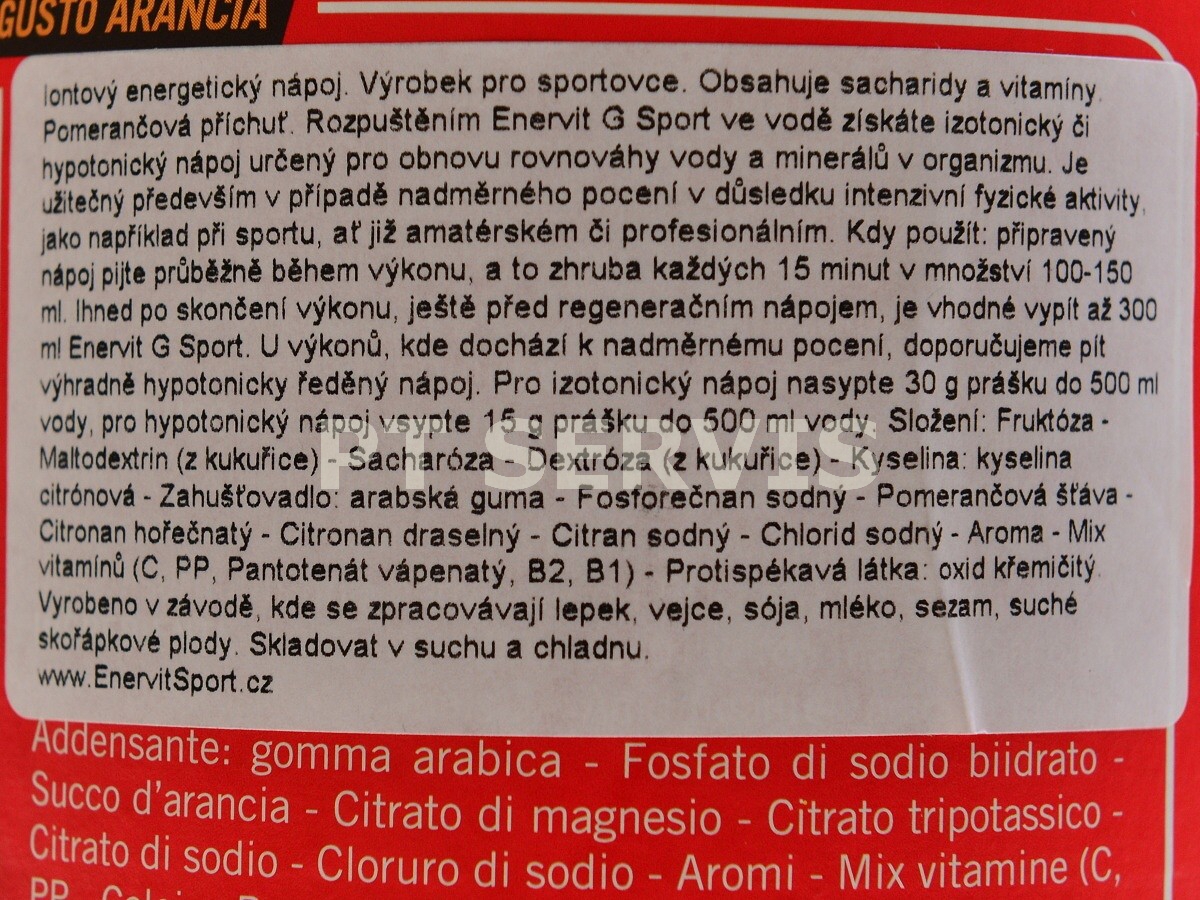 GUSTO ARANCIA
Iontový energetický nápoj. Výrobek pro sportovce. Obsahuje sacharidy a vitamíny.
Pomerančová příchuť. Rozpuštěním Enervit G Sport ve vodě získáte izotonický či
hypotonický nápoj určený pro obnovu rovnováhy vody a minerálů v organizmu. Je
užitečný především v případě nadměrného pocení v důsledku intenzivní fyzické aktivity,
jako například při sportu, ať již amatérském či profesionálním. Kdy použít: připravený
nápoj pijte průběžně během výkonu, a to zhruba každých 15 minut v množství 100-150
ml. Ihned po skončení výkonu, ještě před regeneračním nápojem, je vhodné vypít až 300
ml Enervit G Sport. U výkonů, kde dochází k nadměrnému pocení, doporučujeme pít
výhradně hypotonicky ředěný nápoj. Pro izotonický nápoj nasypte 30 g prášku do 500 ml
vody, pro hypotonický nápoj vsypte 15 g prášku do 500 ml vody. Složení: Fruktóza -
PT SERVIS
Maltodextrin (z kukuřice) - Sacharóza - Dextróza (z kukuřice) - Kyselina: kyselina
citrónová - Zahušťovadlo: arabská guma - Fosforečnan sodný - Pomerančová šťáva -
Citronan hořečnatý - Citronan draselný - Citran sodný - Chlorid sodný - Aroma - Mix
vitamínů (C, PP, Pantotenát vápenatý, B2, B1) - Protispékavá látka: oxid křemičitý.
Vyrobeno v závodě, kde se zpracovávají lepek, vejce, sója, mléko, sezam, suché
skořápkové plody. Skladovat v suchu a chladnu.
www.EnervitSport.cz
Addensante: gomma arabica - Fosfato di sodio biidrato -
Succo d'arancia - Citrato di magnesio - Citrato tripotassico -
Citrato di sodio - Cloruro di sodio - Aromi - Mix vitamine (C,
PP